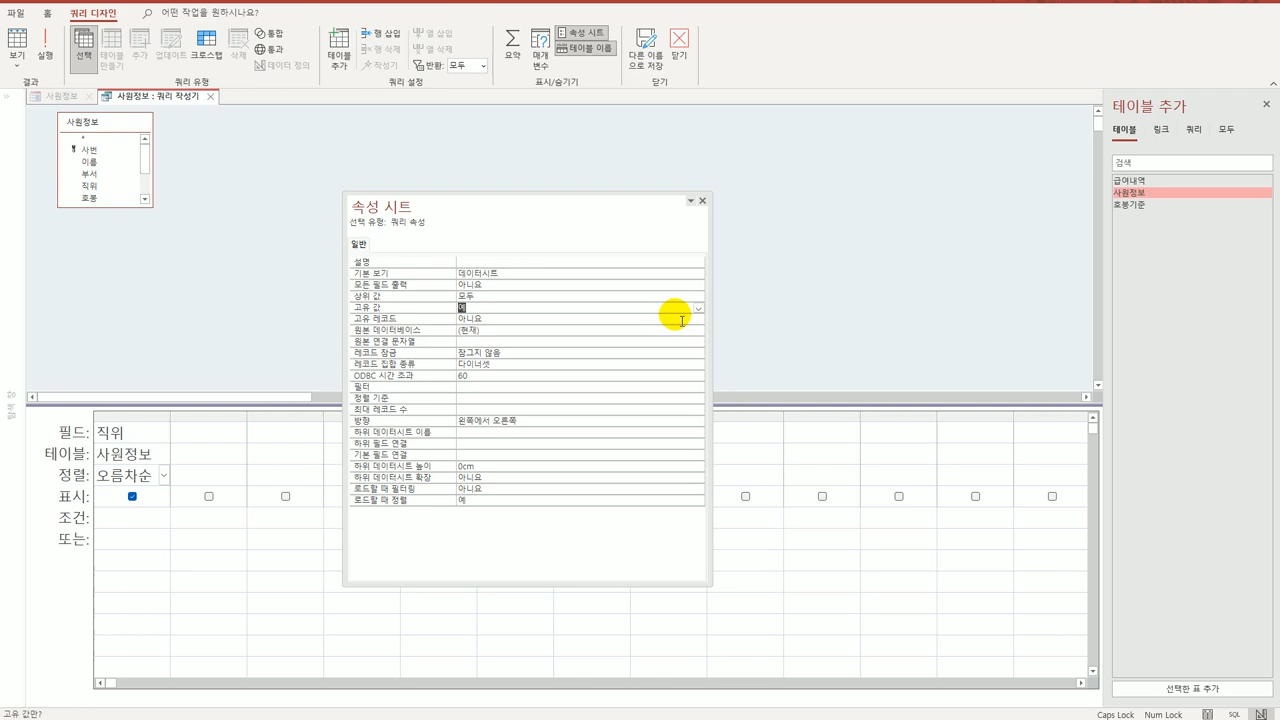 파일 홈 쿼리 디자인 어떤 작업을 원하시나요?
보기 실행 선택 테이블 만들기 추가 업데이트 크로스탭 삭제
통합
통과
데이터 정의
테이블 추가
행 삽입
행 삭제
작성기
열 삽입
열 삭제
반환: 모두
요약 매개 변수
속성 시트
테이블 이름
다른 이름으로 저장
닫기
결과 쿼리 유형 쿼리 설정 표시/숨기기 닫기
사원정보 사원정보 : 쿼리 작성기
탐색 창
사원정보
*
사번
이름
부서
직위
호봉
속성 시트
선택 유형: 쿼리 속성
일반
설명
기본 보기 데이터시트
모든 필드 출력 아니요
상위 값 모두
고유 값 예
고유 레코드 아니요
원본 데이터베이스 (현재)
원본 연결 문자열
레코드 잠금 잠그지 않음
레코드 집합 종류 다이너셋
ODBC 시간 초과 60
필터
정렬 기준
최대 레코드 수
방향 왼쪽에서 오른쪽
하위 데이터시트 이름
하위 필드 연결
기본 필드 연결
하위 데이터시트 높이 0cm
하위 데이터시트 확장 아니요
로드할 때 필터링 아니요
로드할 때 정렬 예
필드: 직위
테이블: 사원정보
정렬: 오름차순
표시:
조건:
또는:
테이블 추가
테이블 링크 쿼리 모두
검색
급여내역
사원정보
호봉기준
선택한 표 추가
고유 값만?
Caps Lock Num Lock SQL